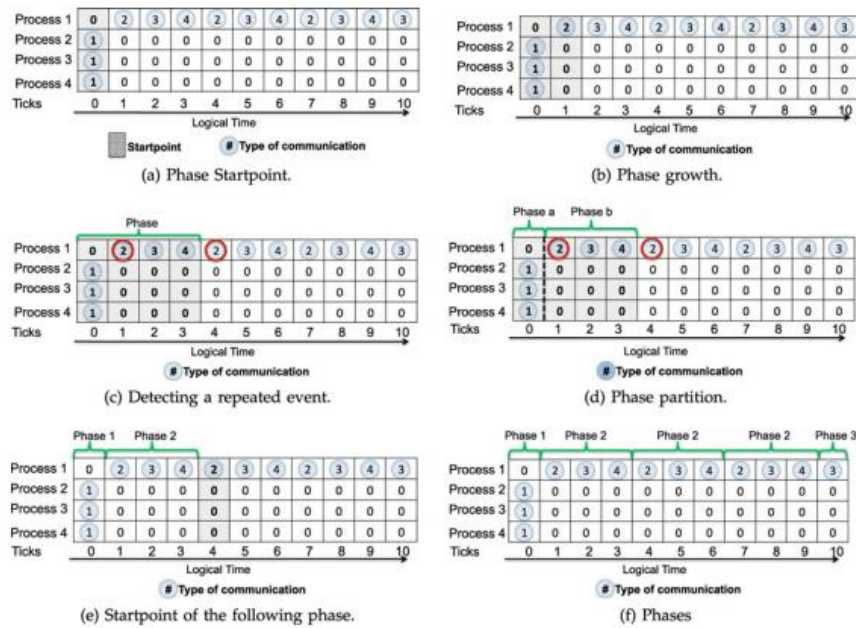 Process 1 0 2 3 4 2 3 4 2 3 4 3
Process 2 1 0 0 0 0 0 0 0 0 0 0
Process 3 1 0 0 0 0 0 0 0 0 0 0
Process 4 1 0 0 0 0 0 0 0 0 0 0
Ticks 0 1 2 3 4 5 6 7 8 9 10
Logical Time
Startpoint # Type of communication
(a) Phase Startpoint.
Process 1 0 2 3 4 2 3 4 2 3 4 3
Process 2 1 0 0 0 0 0 0 0 0 0 0
Process 3 1 0 0 0 0 0 0 0 0 0 0
Process 4 1 0 0 0 0 0 0 0 0 0 0
Ticks 0 1 2 3 4 5 6 7 8 9 10
Logical Time
# Type of communication
(b) Phase growth.
Phase
Process 1 0 2 3 4 2 3 4 2 3 4 3
Process 2 1 0 0 0 0 0 0 0 0 0 0
Process 3 1 0 0 0 0 0 0 0 0 0 0
Process 4 1 0 0 0 0 0 0 0 0 0 0
Ticks 0 1 2 3 4 5 6 7 8 9 10
Logical Time
# Type of communication
(c) Detecting a repeated event.
Phase a Phase b
Process 1 0 2 3 4 2 3 4 2 3 4 3
Process 2 1 0 0 0 0 0 0 0 0 0 0
Process 3 1 0 0 0 0 0 0 0 0 0 0
Process 4 1 0 0 0 0 0 0 0 0 0 0
Ticks 0 1 2 3 4 5 6 7 8 9 10
Logical Time
# Type of communication
(d) Phase partition.
Phase 1 Phase 2
Process 1 0 2 3 4 2 3 4 2 3 4 3
Process 2 1 0 0 0 0 0 0 0 0 0 0
Process 3 1 0 0 0 0 0 0 0 0 0 0
Process 4 1 0 0 0 0 0 0 0 0 0 0
Ticks 0 1 2 3 4 5 6 7 8 9 10
Logical Time
# Type of communication
(e) Startpoint of the following phase.
Phase 1 Phase 2 Phase 2 Phase 2 Phase 3
Process 1 0 2 3 4 2 3 4 2 3 4 3
Process 2 1 0 0 0 0 0 0 0 0 0 0
Process 3 1 0 0 0 0 0 0 0 0 0 0
Process 4 1 0 0 0 0 0 0 0 0 0 0
Ticks 0 1 2 3 4 5 6 7 8 9 10
Logical Time
# Type of communication
(f) Phases